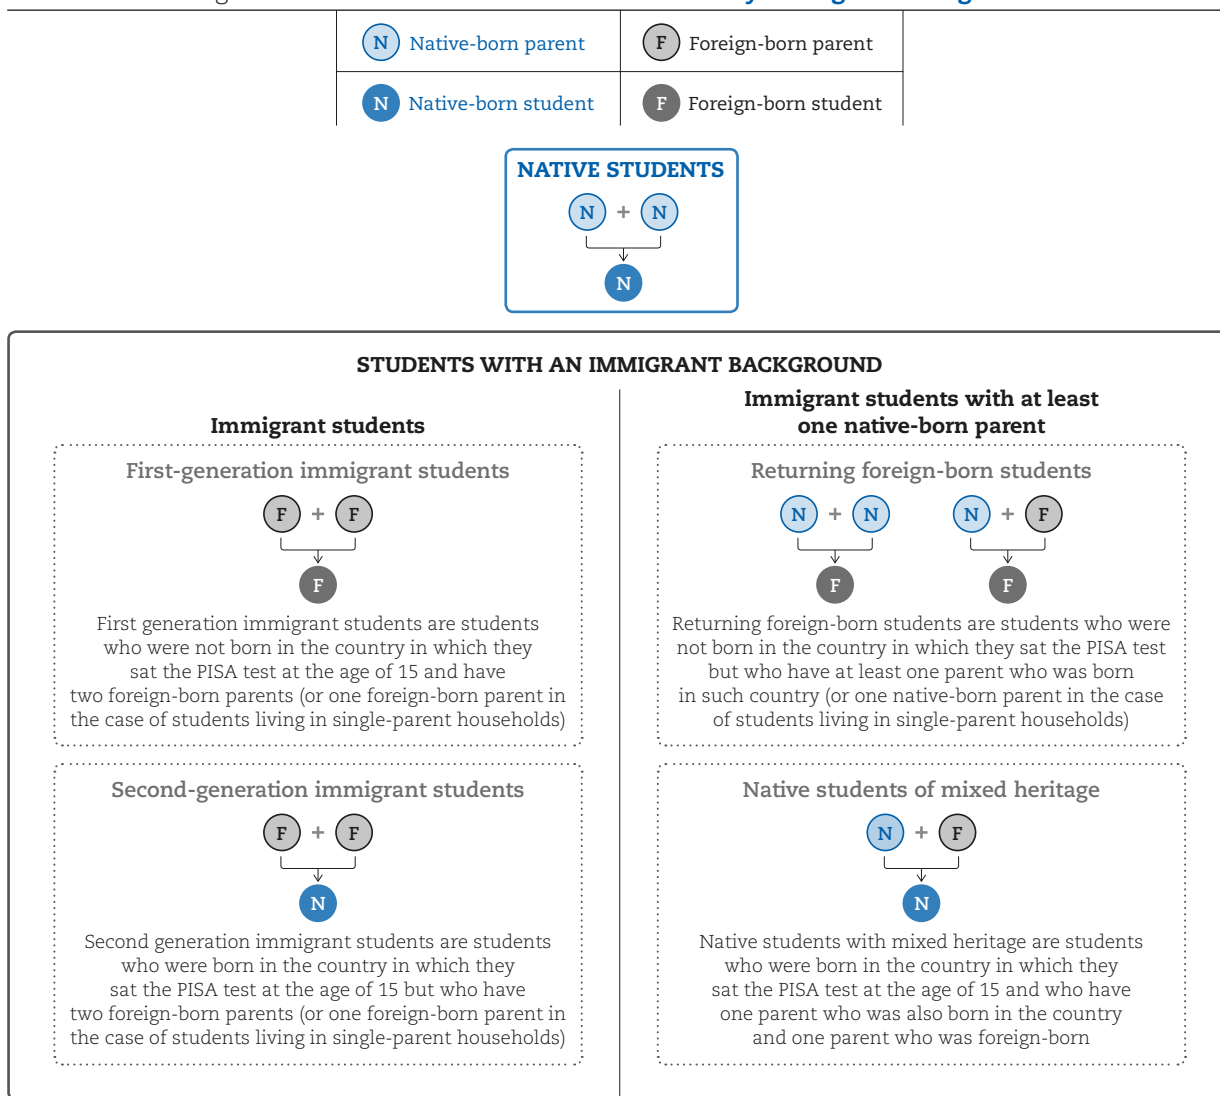 N Native-born parent
F Foreign-born parent
N Native-born student
F Foreign-born student
NATIVE STUDENTS
N + N
N
STUDENTS WITH AN IMMIGRANT BACKGROUND
Immigrant students
First-generation immigrant students
F + F
F
First generation immigrant students are students
who were not born in the country in which they
sat the PISA test at the age of 15 and have
two foreign-born parents (or one foreign-born parent in
the case of students living in single-parent households)
Second-generation immigrant students
F + F
N
Second generation immigrant students are students
who were born in the country in which they
sat the PISA test at the age of 15 but who have
two foreign-born parents (or one foreign-born parent in
the case of students living in single-parent households)
Immigrant students with at least
one native-born parent
Returning foreign-born students
N + N N + F
F F
Returning foreign-born students are students who were
not born in the country in which they sat the PISA test
but who have at least one parent who was born
in such country (or one native-born parent in the case
of students living in single-parent households)
Native students of mixed heritage
N + F
N
Native students with mixed heritage are students
who were born in the country in which they
sat the PISA test at the age of 15 and who have
one parent who was also born in the country
and one parent who was foreign-born